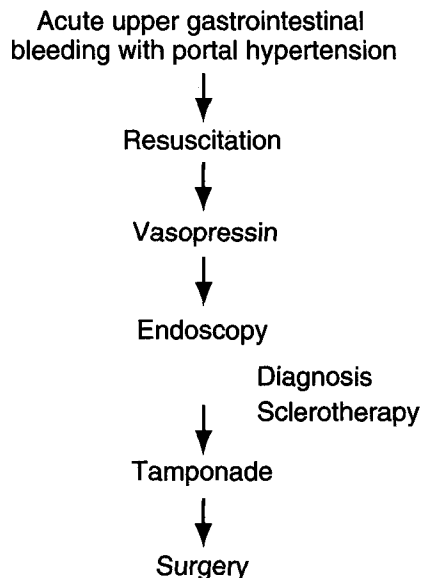 Acute upper gastrointestinal
bleeding with portal hypertension
Resuscitation
Vasopressin
Endoscopy
Diagnosis
Sclerotherapy
Tamponade
Surgery